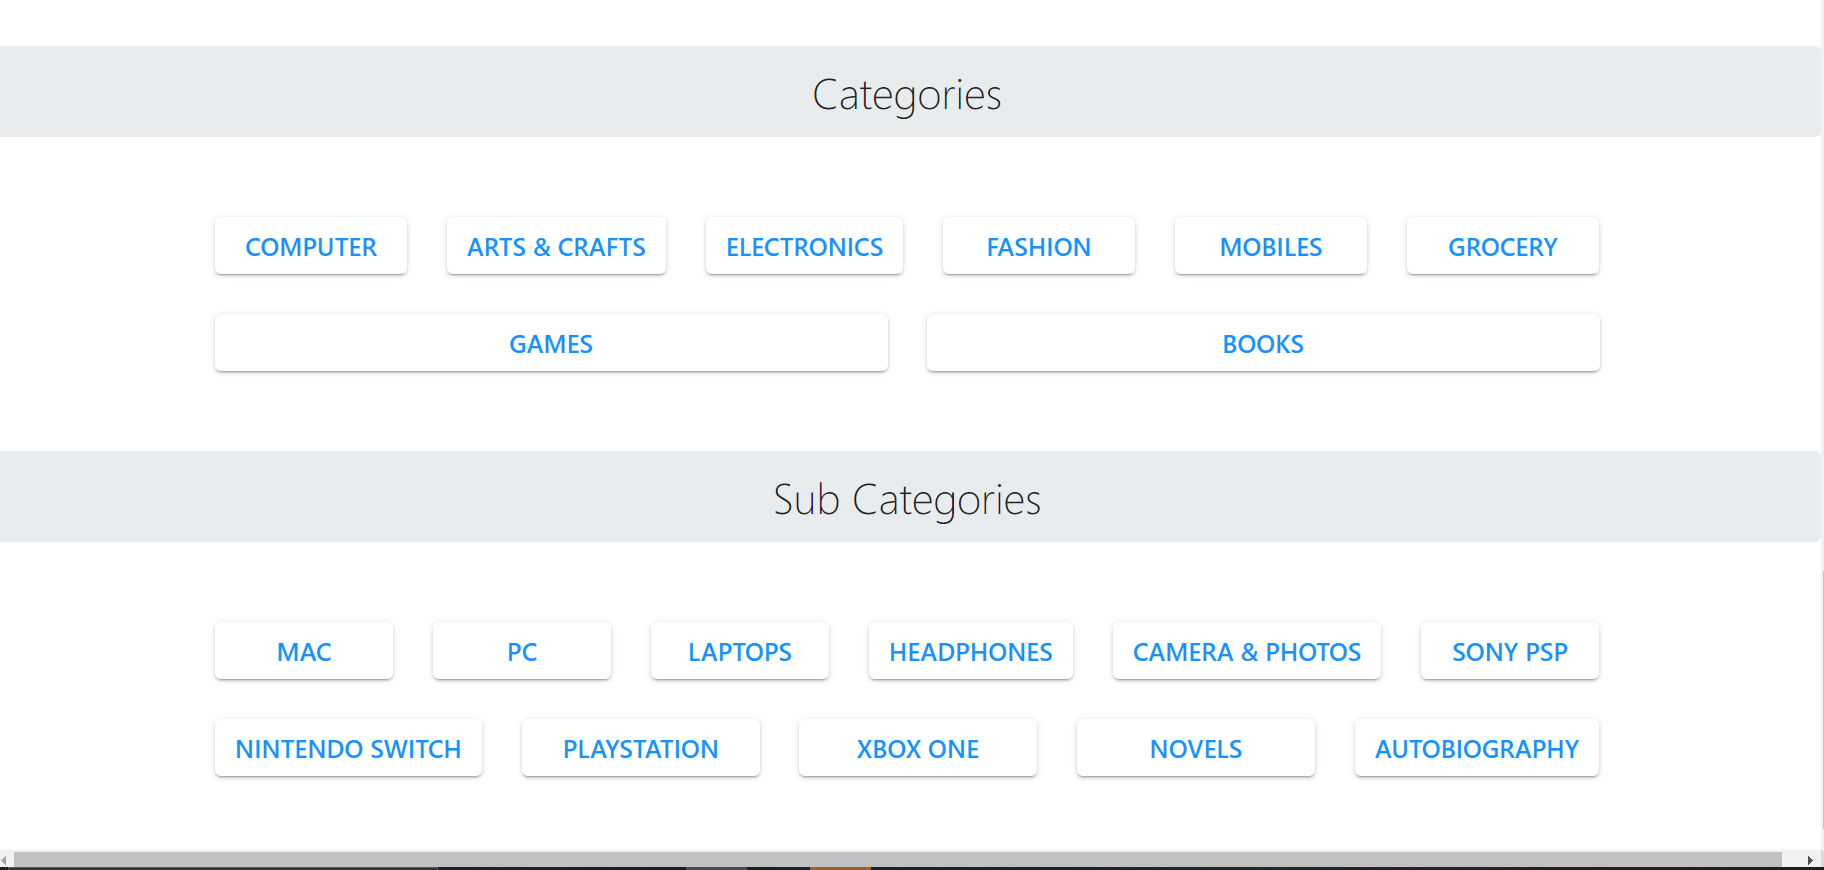 Categories
COMPUTER ARTS & CRAFTS ELECTRONICS FASHION MOBILES GROCERY
GAMES BOOKS
Sub Categories
MAC PC LAPTOPS HEADPHONES CAMERA & PHOTOS SONY PSP
NINTENDO SWITCH PLAYSTATION XBOX ONE NOVELS AUTOBIOGRAPHY